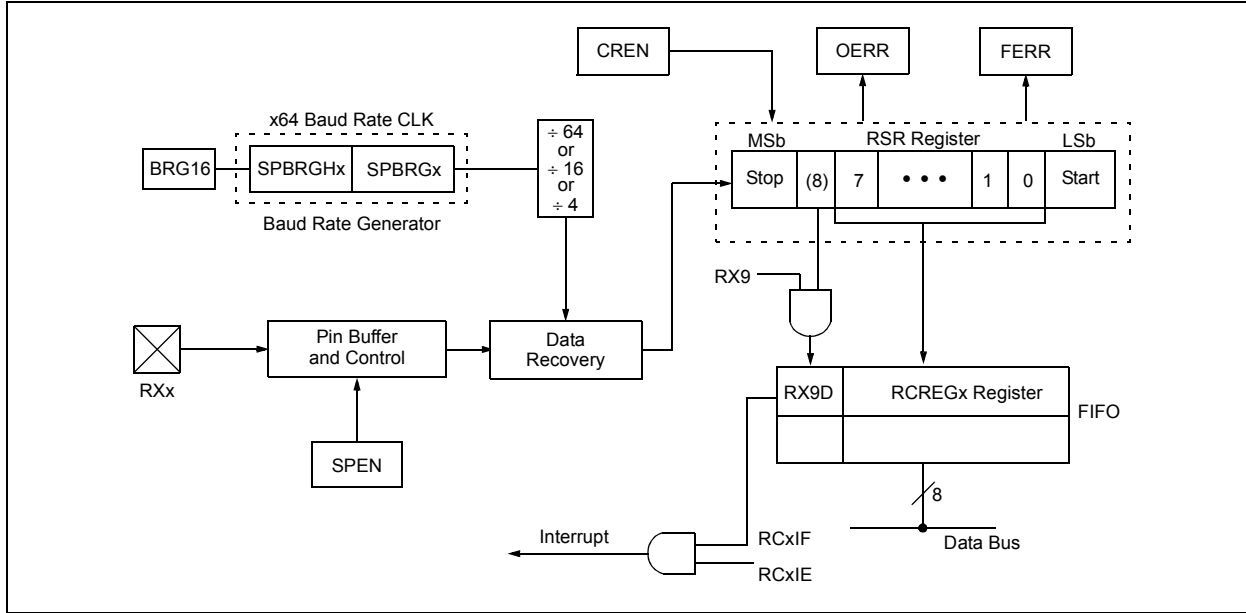 CREN
OERR
FERR
x64 Baud Rate CLK
÷ 64
or
÷ 16
or
÷ 4
MSb
RSR Register
LSb
BRG16
SPBRGHx
SPBRGx
Stop
(8)
7
• • •
1
0
Start
Baud Rate Generator
RX9
Pin Buffer
and Control
Data
Recovery
RXx
RX9D
RCREGx Register
FIFO
SPEN
8
Interrupt
RCxIF
Data Bus
RCxIE